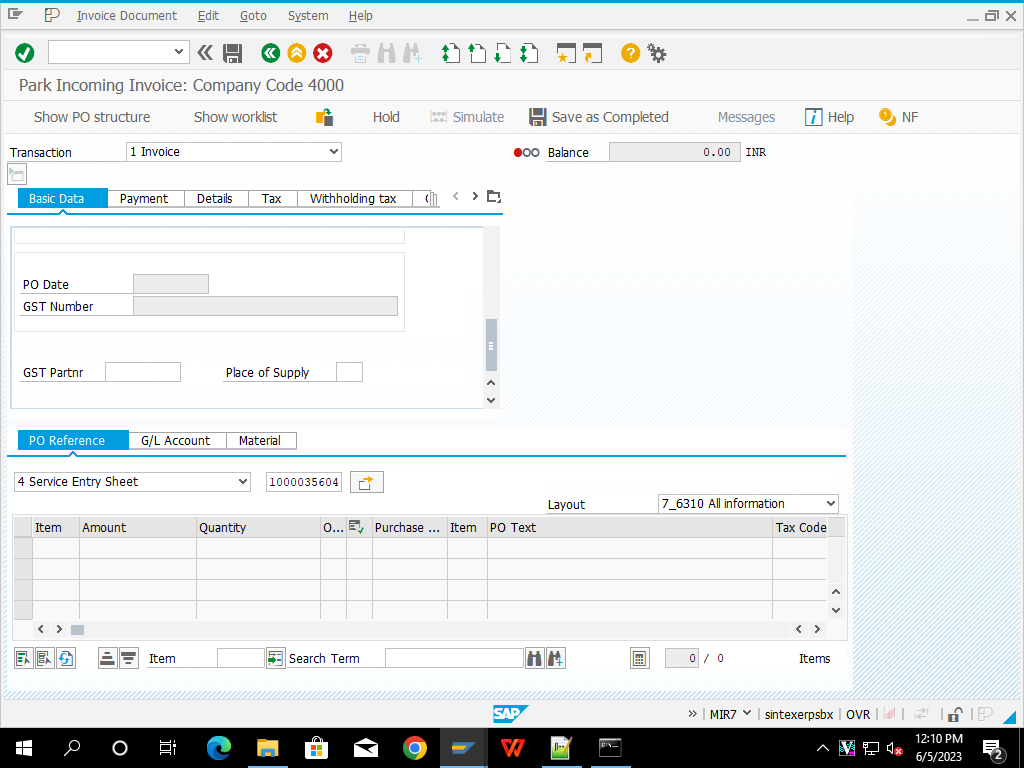 Invoice Document Edit Goto System Help
Park Incoming Invoice: Company Code 4000
Show PO structure Show worklist Hold Simulate Save as Completed Messages Help NF
Transaction 1 Invoice Balance 0.00 INR
Basic Data Payment Details Tax Withholding tax
PO Date
GST Number
GST Partnr Place of Supply
PO Reference G/L Account Material
4 Service Entry Sheet 1000035604
Layout 7_6310 All information
Item Amount Quantity O... Purchase ... Item PO Text Tax Code
Item Search Term 0 / 0 Items
SAP MIR7 sintexerpsbx OVR
12:10 PM
6/5/2023
2